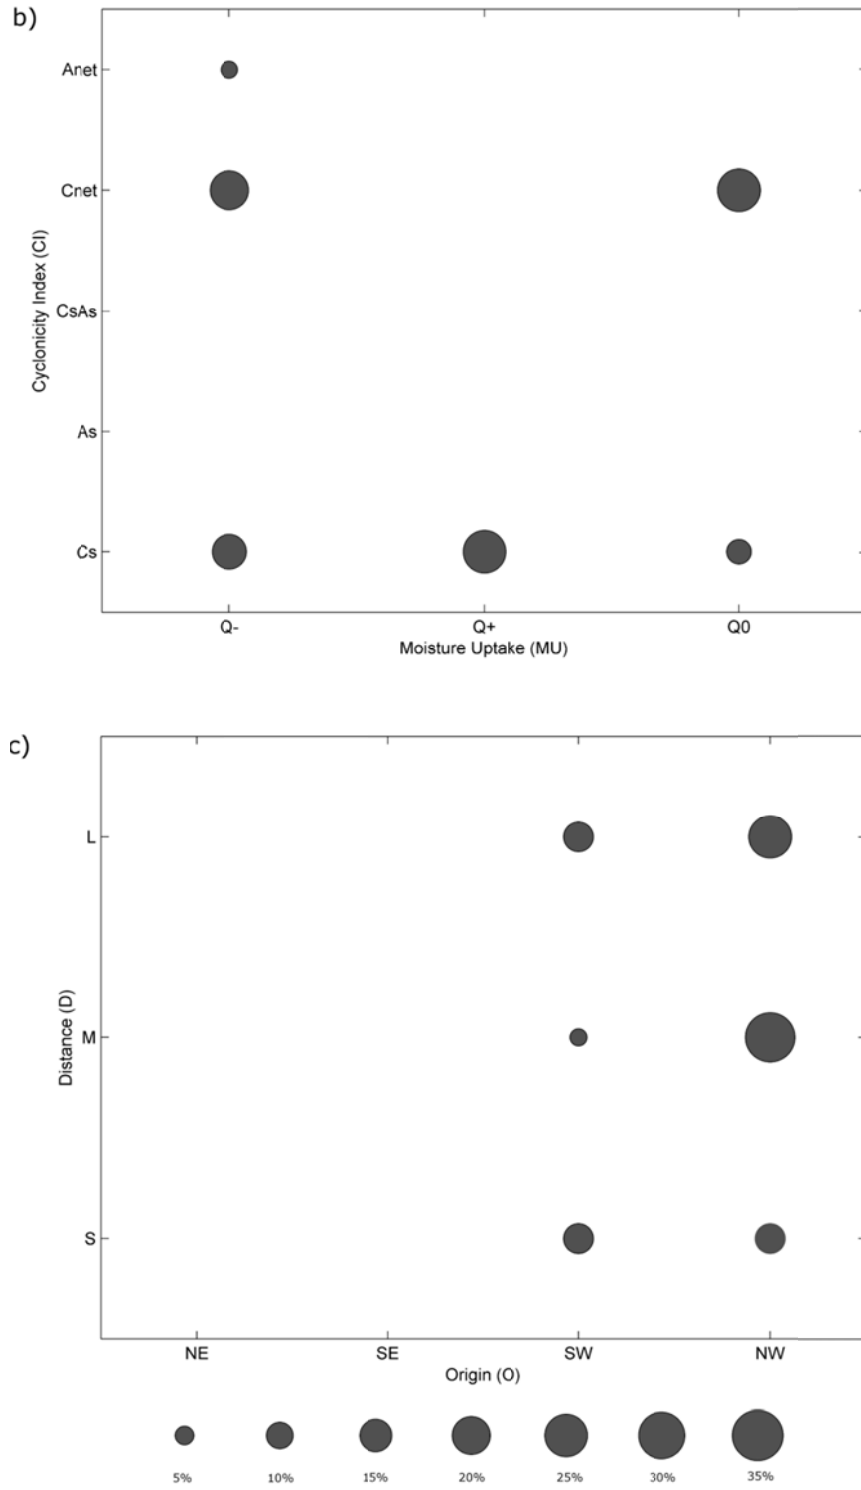 b)
Anet
Cnet
CsAs
As
Cs
Cyclonicity Index (CI)
Q- Q+ Q0
Moisture Uptake (MU)
c)
L
M
S
Distance (D)
NE SE SW NW
Origin (O)
5% 10% 15% 20% 25% 30% 35%